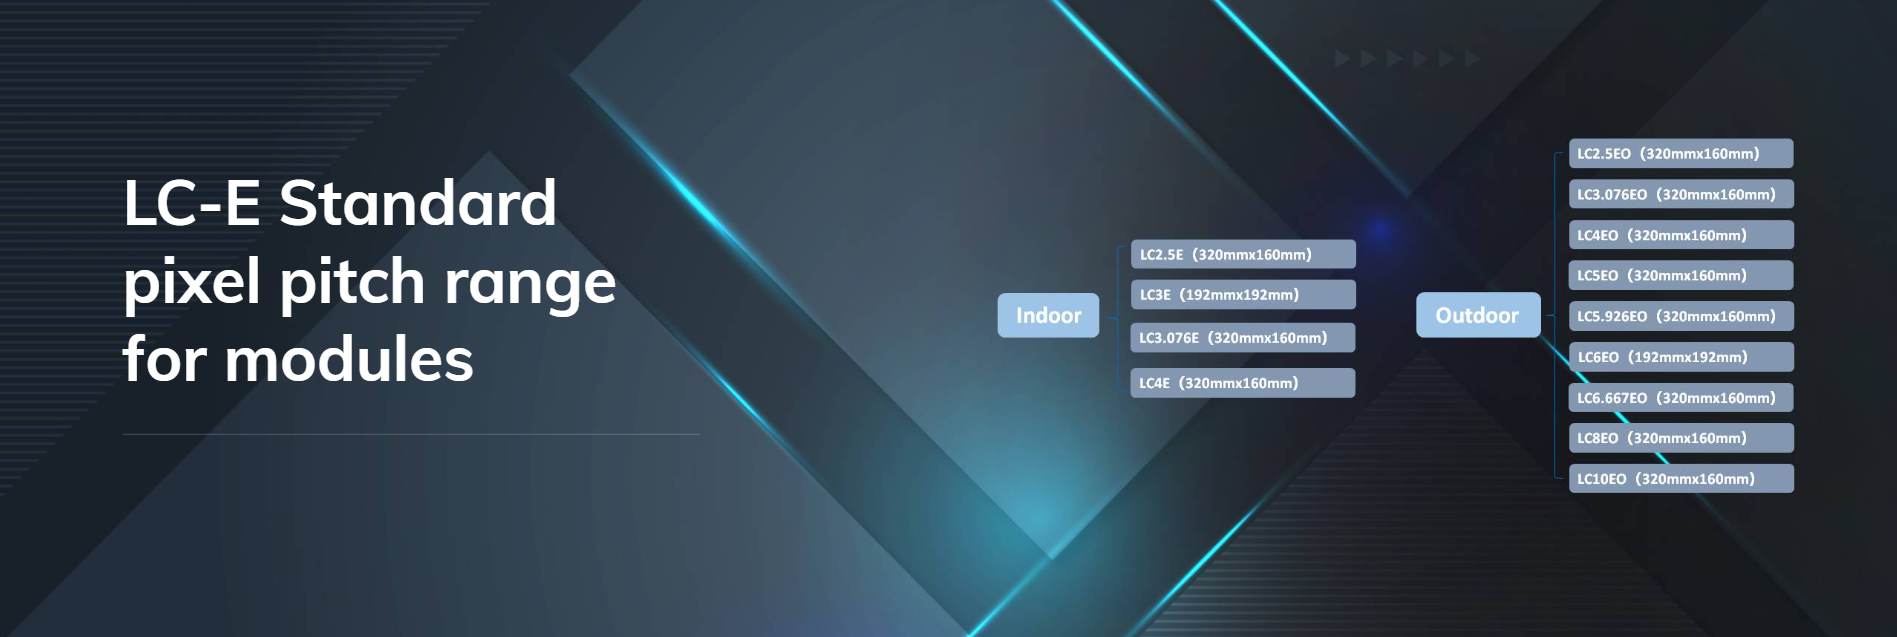 LC-E Standard
pixel pitch range
for modules
Indoor
LC2.5E（320mmx160mm）
LC3E（192mmx192mm）
LC3.076E（320mmx160mm）
LC4E（320mmx160mm）
Outdoor
LC2.5EO（320mmx160mm）
LC3.076EO（320mmx160mm）
LC4EO（320mmx160mm）
LC5EO（320mmx160mm）
LC5.926EO（320mmx160mm）
LC6EO（192mmx192mm）
LC6.667EO（320mmx160mm）
LC8EO（320mmx160mm）
LC10EO（320mmx160mm）